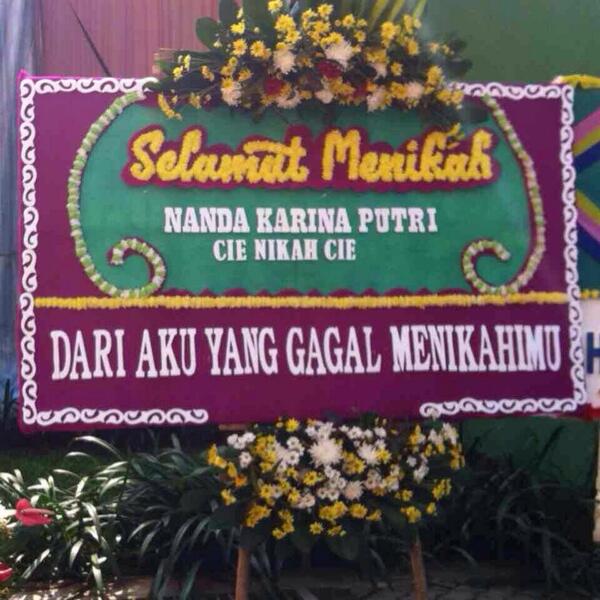 Selamat Menikah
NANDA KARINA PUTRI
CIE NIKAH CIE
DARI AKU YANG GAGAL MENIKAHIMU